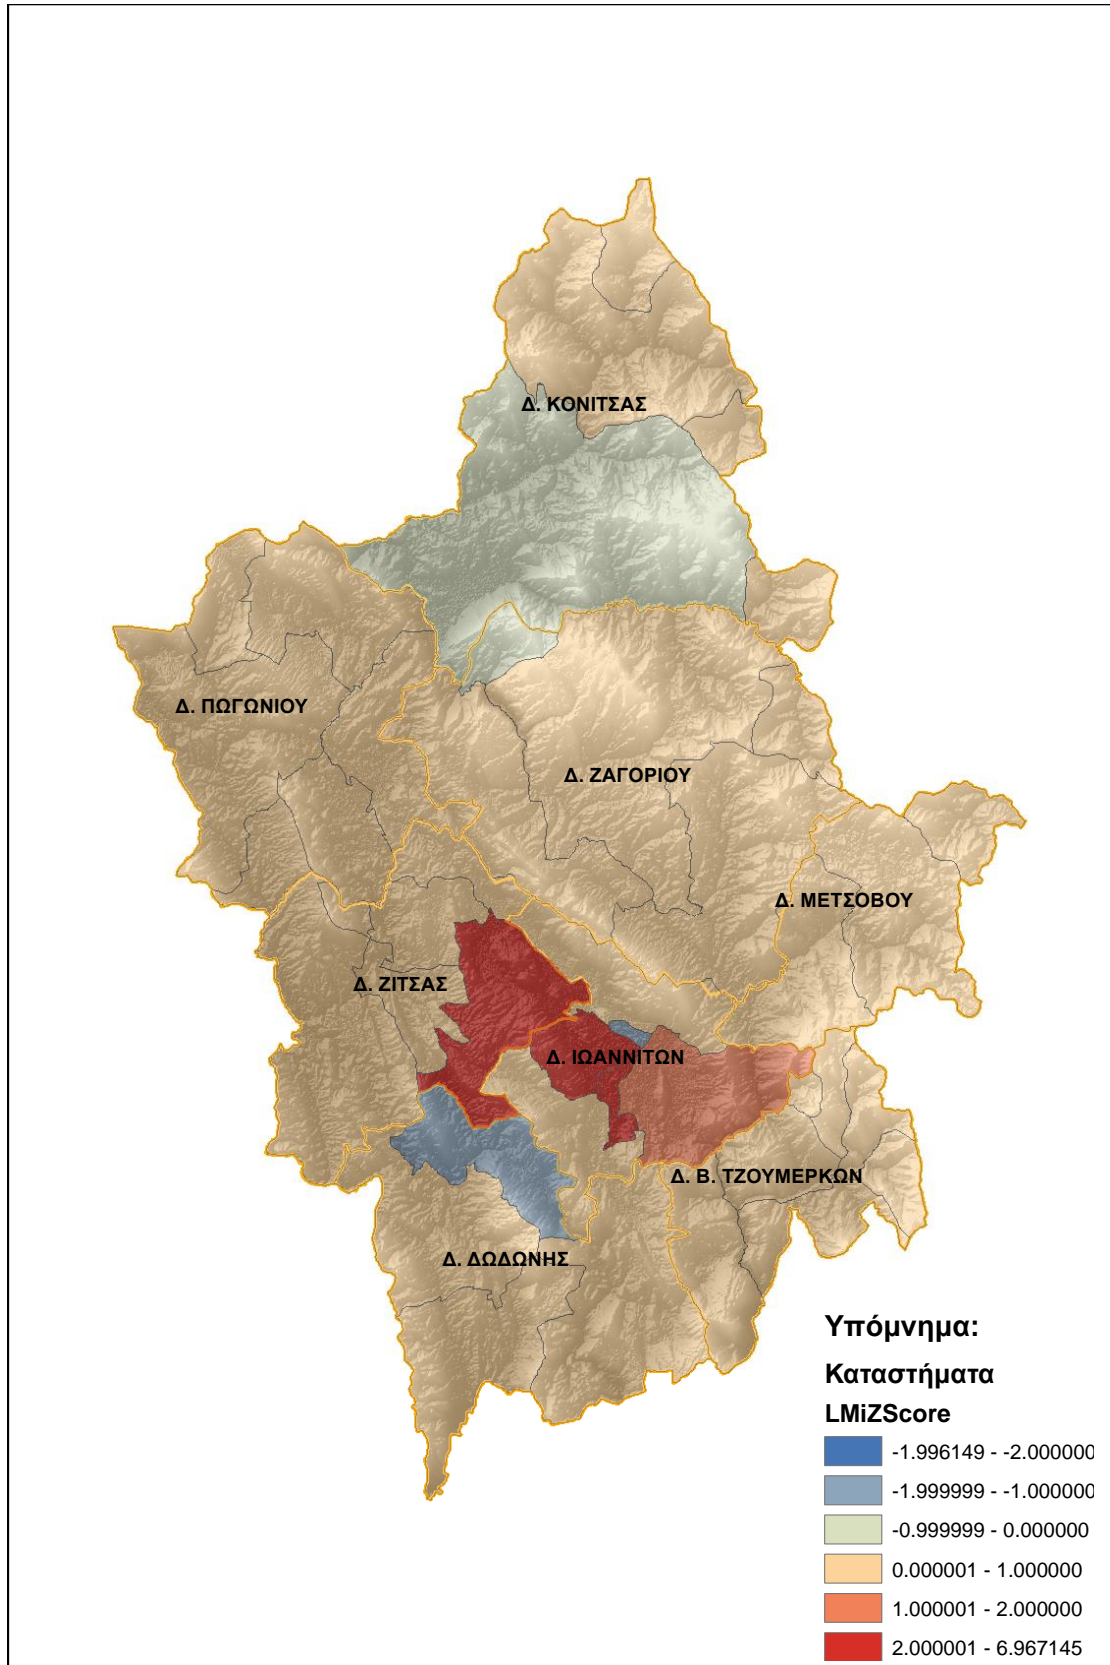 Δ. ΚΟΝΙΤΣΑΣ
Δ. ΠΩΓΩΝΙΟΥ
Δ. ΖΑΓΟΡΙΟΥ
Δ. ΜΕΤΣΟΒΟΥ
Δ. ΖΙΤΣΑΣ
Δ. ΙΩΑΝΝΙΤΩΝ
Δ. Β. ΤΖΟΥΜΕΡΚΩΝ
Δ. ΔΩΔΩΝΗΣ
Υπόμνημα:
Καταστήματα
LMiZScore
-1.996149 - -2.000000
-1.999999 - -1.000000
-0.999999 - 0.000000
0.000001 - 1.000000
1.000001 - 2.000000
2.000001 - 6.967145